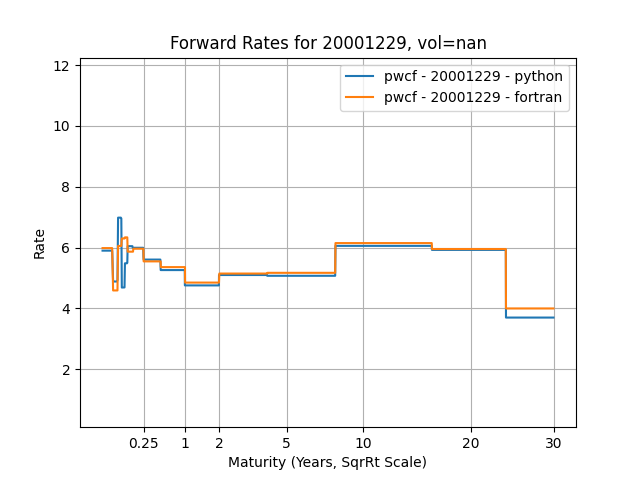 Forward Rates for 20001229, vol=nan
pwcf - 20001229 - python
pwcf - 20001229 - fortran
12
10
8
6
4
2
Rate
0.25 1 2 5 10 20 30
Maturity (Years, SqrRt Scale)